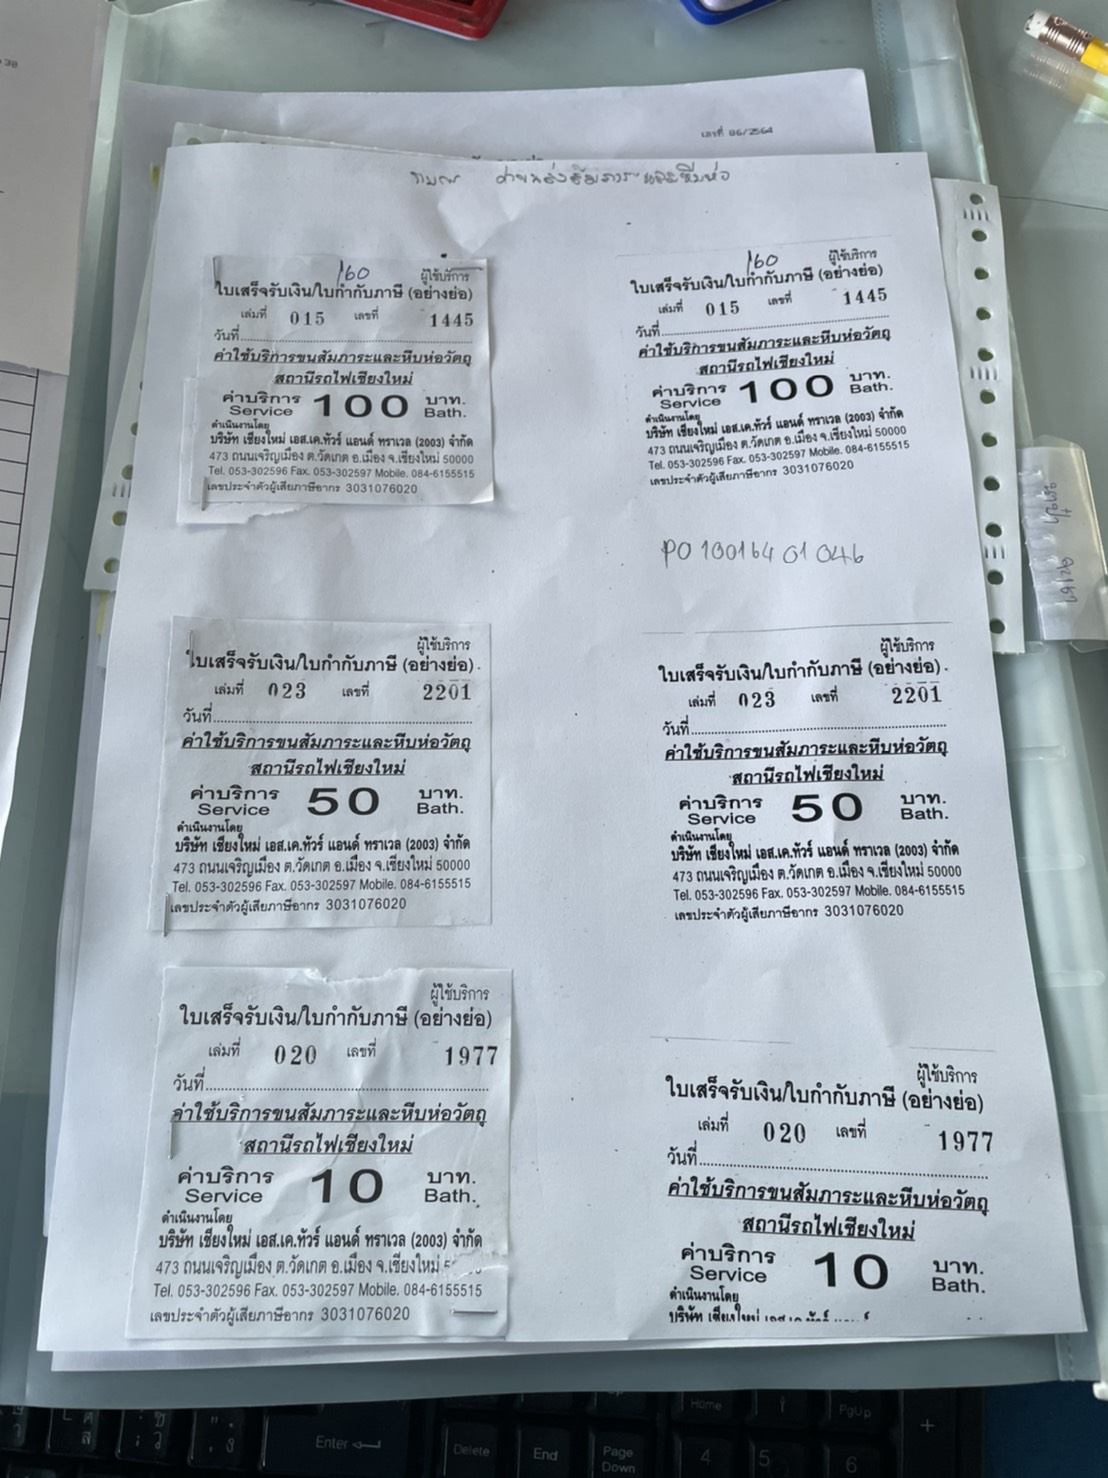 เลขที่ 06/2564
160
ผู้ใช้บริการ
ใบเสร็จรับเงิน/ใบกำกับภาษี (อย่างย่อ)
เล่มที่ 015 เลขที่ 1445
วันที่
ค่าใช้บริการขนสัมภาระและหีบห่อวัตถุ
สถานีรถไฟเชียงใหม่
ค่าบริการ 100 บาท.
Service Bath.
ดำเนินงานโดย
บริษัท เชียงใหม่ เอส.เค.ทัวร์ แอนด์ ทราเวล (2003) จำกัด
473 ถนนเจริญเมือง ต.วัดเกต อ.เมือง จ.เชียงใหม่ 50000
Tel. 053-302596 Fax. 053-302597 Mobile. 084-6155515
เลขประจำตัวผู้เสียภาษีอากร 3031076020
160
ผู้ใช้บริการ
ใบเสร็จรับเงิน/ใบกำกับภาษี (อย่างย่อ)
เล่มที่ 015 เลขที่ 1445
วันที่
ค่าใช้บริการขนสัมภาระและหีบห่อวัตถุ
สถานีรถไฟเชียงใหม่
ค่าบริการ 100 บาท.
Service Bath.
ดำเนินงานโดย
บริษัท เชียงใหม่ เอส.เค.ทัวร์ แอนด์ ทราเวล (2003) จำกัด
473 ถนนเจริญเมือง ต.วัดเกต อ.เมือง จ.เชียงใหม่ 50000
Tel. 053-302596 Fax. 053-302597 Mobile. 084-6155515
เลขประจำตัวผู้เสียภาษีอากร 3031076020
PO 10016401046
ผู้ใช้บริการ
ใบเสร็จรับเงิน/ใบกำกับภาษี (อย่างย่อ).
เล่มที่ 023 เลขที่ 2201
วันที่
ค่าใช้บริการขนสัมภาระและหีบห่อวัตถุ
สถานีรถไฟเชียงใหม่
ค่าบริการ 50 บาท.
Service Bath.
ดำเนินงานโดย
บริษัท เชียงใหม่ เอส.เค.ทัวร์ แอนด์ ทราเวล (2003) จำกัด
473 ถนนเจริญเมือง ต.วัดเกต อ.เมือง จ.เชียงใหม่ 50000
Tel. 053-302596 Fax. 053-302597 Mobile. 084-6155515
เลขประจำตัวผู้เสียภาษีอากร 3031076020
ผู้ใช้บริการ
ใบเสร็จรับเงิน/ใบกำกับภาษี (อย่างย่อ).
เล่มที่ 023 เลขที่ 2201
วันที่
ค่าใช้บริการขนสัมภาระและหีบห่อวัตถุ
สถานีรถไฟเชียงใหม่
ค่าบริการ 50 บาท.
Service Bath.
ดำเนินงานโดย
บริษัท เชียงใหม่ เอส.เค.ทัวร์ แอนด์ ทราเวล (2003) จำกัด
473 ถนนเจริญเมือง ต.วัดเกต อ.เมือง จ.เชียงใหม่ 50000
Tel. 053-302596 Fax. 053-302597 Mobile. 084-6155515
เลขประจำตัวผู้เสียภาษีอากร 3031076020
ผู้ใช้บริการ
ใบเสร็จรับเงิน/ใบกำกับภาษี (อย่างย่อ)
เล่มที่ 020 เลขที่ 1977
วันที่
ค่าใช้บริการขนสัมภาระและหีบห่อวัตถุ
สถานีรถไฟเชียงใหม่
ค่าบริการ 10 บาท.
Service Bath.
ดำเนินงานโดย
บริษัท เชียงใหม่ เอส.เค.ทัวร์ แอนด์ ทราเวล (2003) จำกัด
473 ถนนเจริญเมือง ต.วัดเกต อ.เมือง จ.เชียงใหม่
Tel. 053-302596 Fax. 053-302597 Mobile. 084-6155515
เลขประจำตัวผู้เสียภาษีอากร 3031076020
ผู้ใช้บริการ
ใบเสร็จรับเงิน/ใบกำกับภาษี (อย่างย่อ)
เล่มที่ 020 เลขที่ 1977
วันที่
ค่าใช้บริการขนสัมภาระและหีบห่อวัตถุ
สถานีรถไฟเชียงใหม่
ค่าบริการ 10 บาท.
Service Bath.
ดำเนินงานโดย
บริษัท เชียงใหม่
Enter
Delete
End
Page Down
Home
PgUp
4
5
6
+